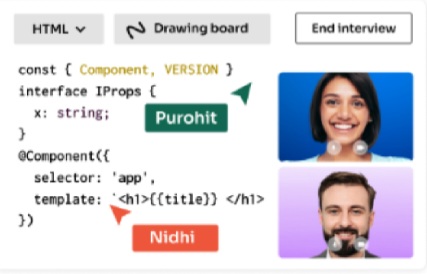 HTML
Drawing board
End interview
const { Component, VERSION }
interface IProps {
x: string;
}
Purohit
@Component({
selector: 'app',
template: `<h1>{{title}} </h1>
})
Nidhi